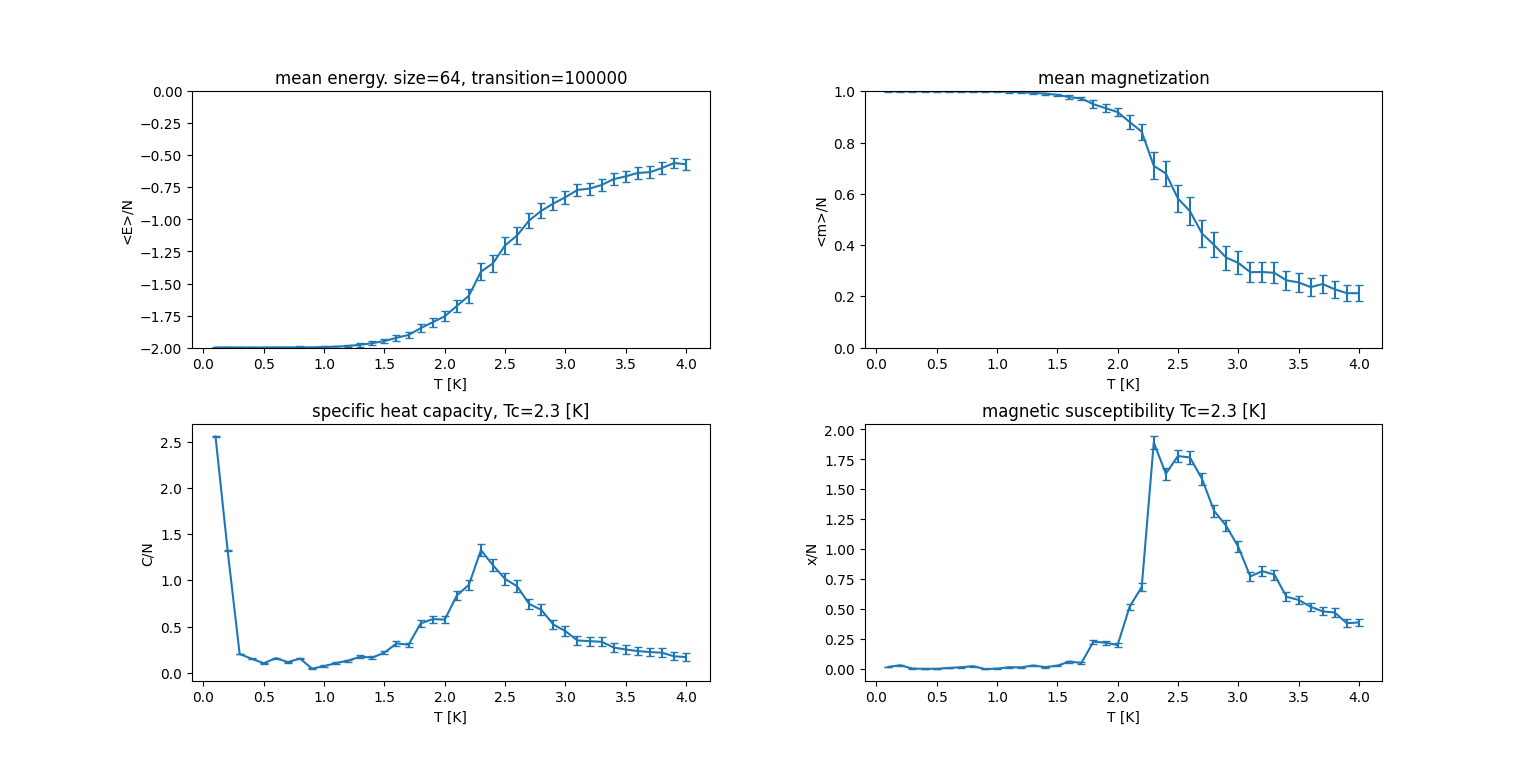 mean energy. size=64, transition=100000
0.00
−0.25
−0.50
−0.75
−1.00
−1.25
−1.50
−1.75
−2.00
<E>/N
0.0 0.5 1.0 1.5 2.0 2.5 3.0 3.5 4.0
T [K]
mean magnetization
1.0
0.8
0.6
0.4
0.2
0.0
<m>/N
0.0 0.5 1.0 1.5 2.0 2.5 3.0 3.5 4.0
T [K]
specific heat capacity, Tc=2.3 [K]
2.5
2.0
1.5
1.0
0.5
0.0
C/N
0.0 0.5 1.0 1.5 2.0 2.5 3.0 3.5 4.0
T [K]
magnetic susceptibility Tc=2.3 [K]
2.00
1.75
1.50
1.25
1.00
0.75
0.50
0.25
0.00
x/N
0.0 0.5 1.0 1.5 2.0 2.5 3.0 3.5 4.0
T [K]